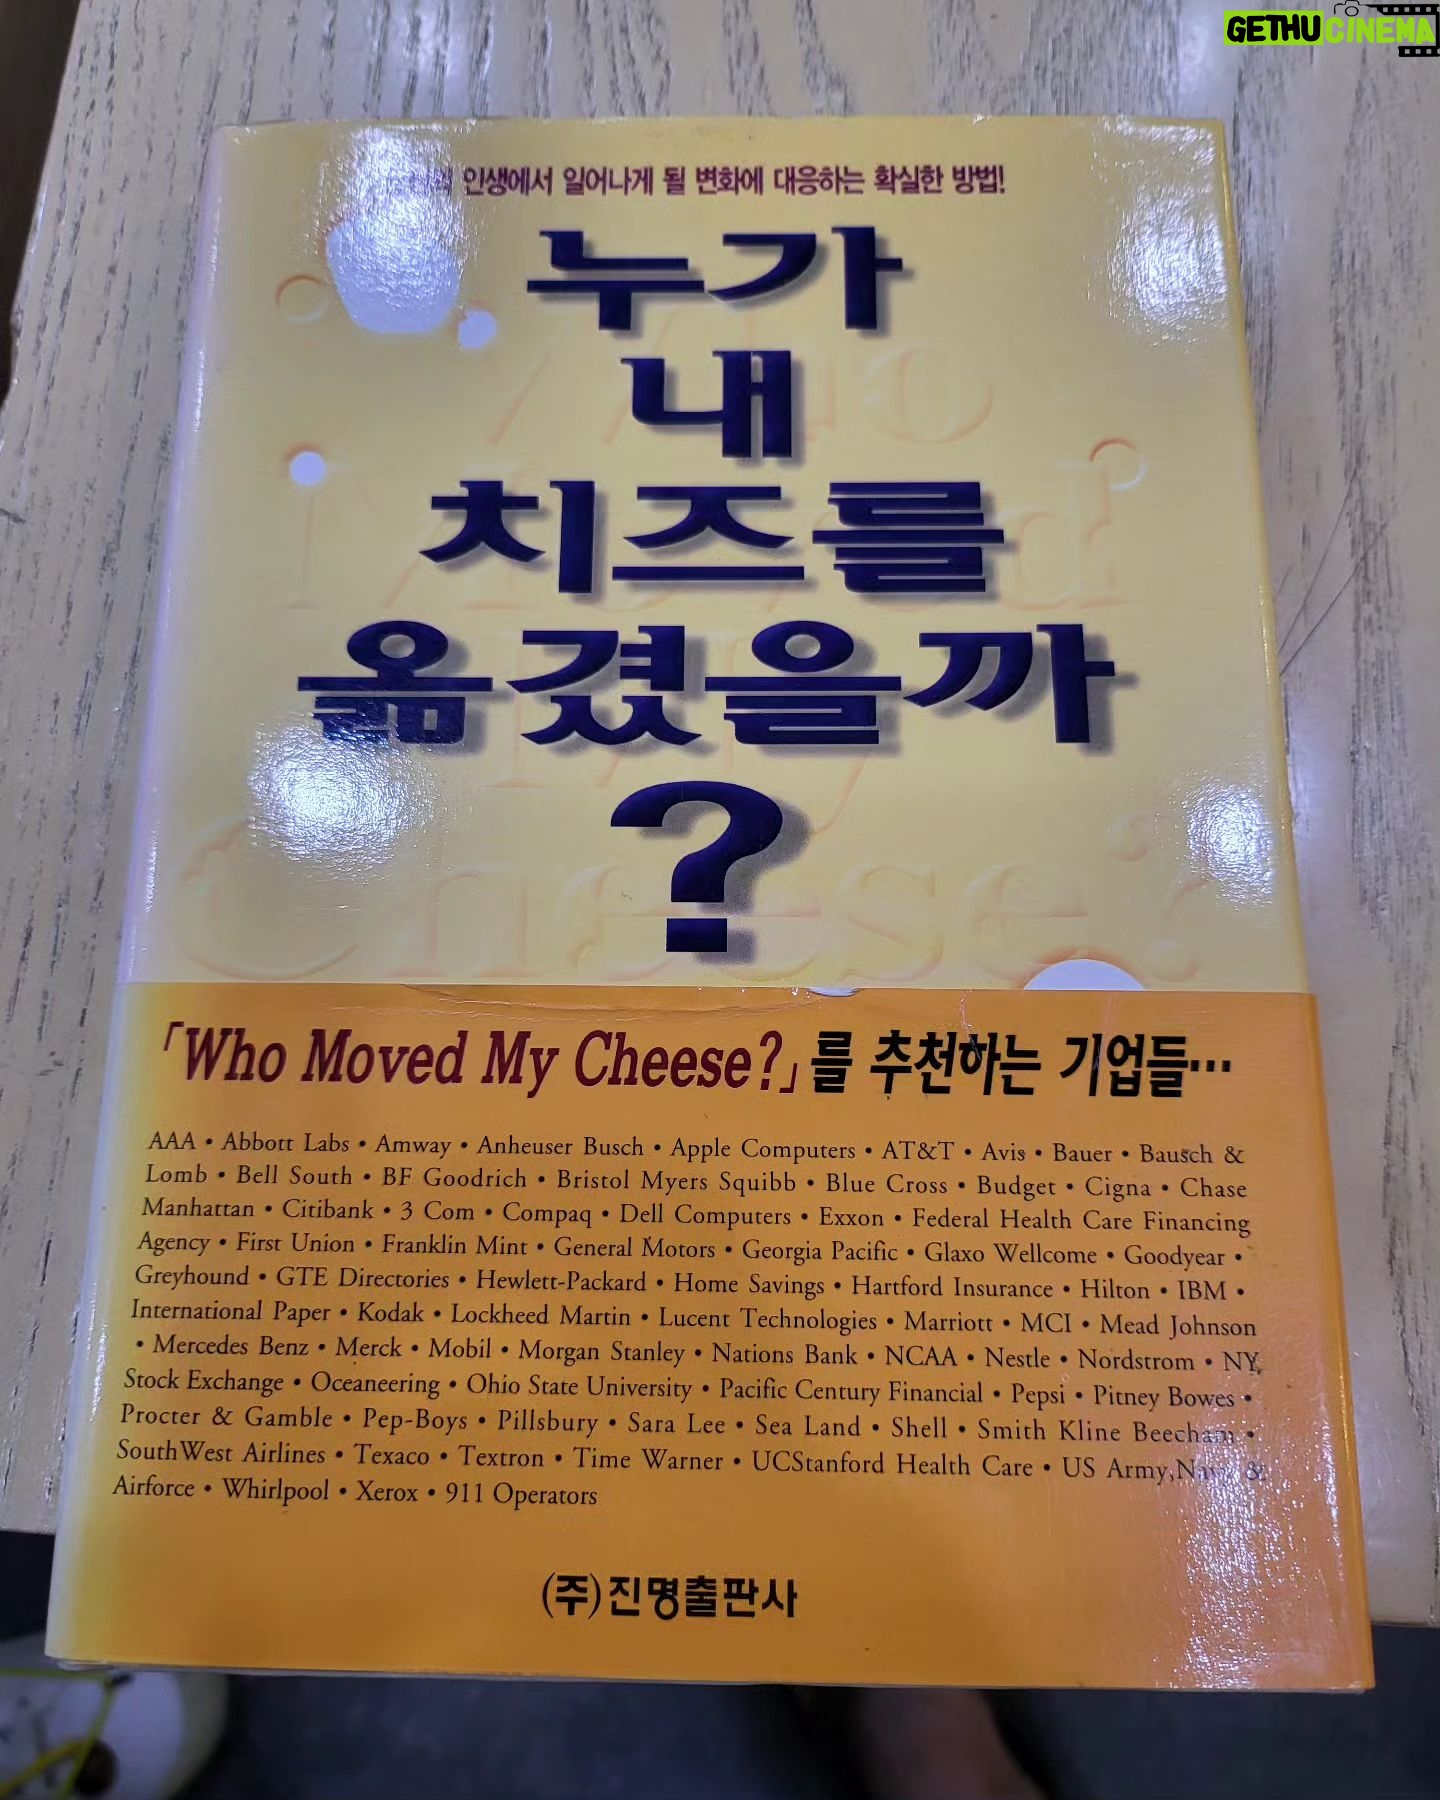 GETHUCINEMA
인생에서 일어나게 될 변화에 대응하는 확실한 방법!
누가
내
치즈를
옮겼을까
?
Who
Moved
My
Cheese?
「Who Moved My Cheese?」를 추천하는 기업들…
AAA • Abbott Labs • Amway • Anheuser Busch • Apple Computers • AT&T • Avis • Bauer • Bausch &
Lomb • Bell South • BF Goodrich • Bristol Myers Squibb • Blue Cross • Budget • Cigna • Chase
Manhattan • Citibank • 3 Com • Compaq • Dell Computers • Exxon • Federal Health Care Financing
Agency • First Union • Franklin Mint • General Motors • Georgia Pacific • Glaxo Wellcome • Goodyear •
Greyhound • GTE Directories • Hewlett-Packard • Home Savings • Hartford Insurance • Hilton • IBM •
International Paper • Kodak • Lockheed Martin • Lucent Technologies • Marriott • MCI • Mead Johnson
• Mercedes Benz • Merck • Mobil • Morgan Stanley • Nations Bank • NCAA • Nestle • Nordstrom • NY,
Stock Exchange • Oceaneering • Ohio State University • Pacific Century Financial • Pepsi • Pitney Bowes •
Procter & Gamble • Pep-Boys • Pillsbury • Sara Lee • Sea Land • Shell • Smith Kline Beecham •
SouthWest Airlines • Texaco • Textron • Time Warner • UCStanford Health Care • US Army,Navy &
Airforce • Whirlpool • Xerox • 911 Operators
(주)진명출판사